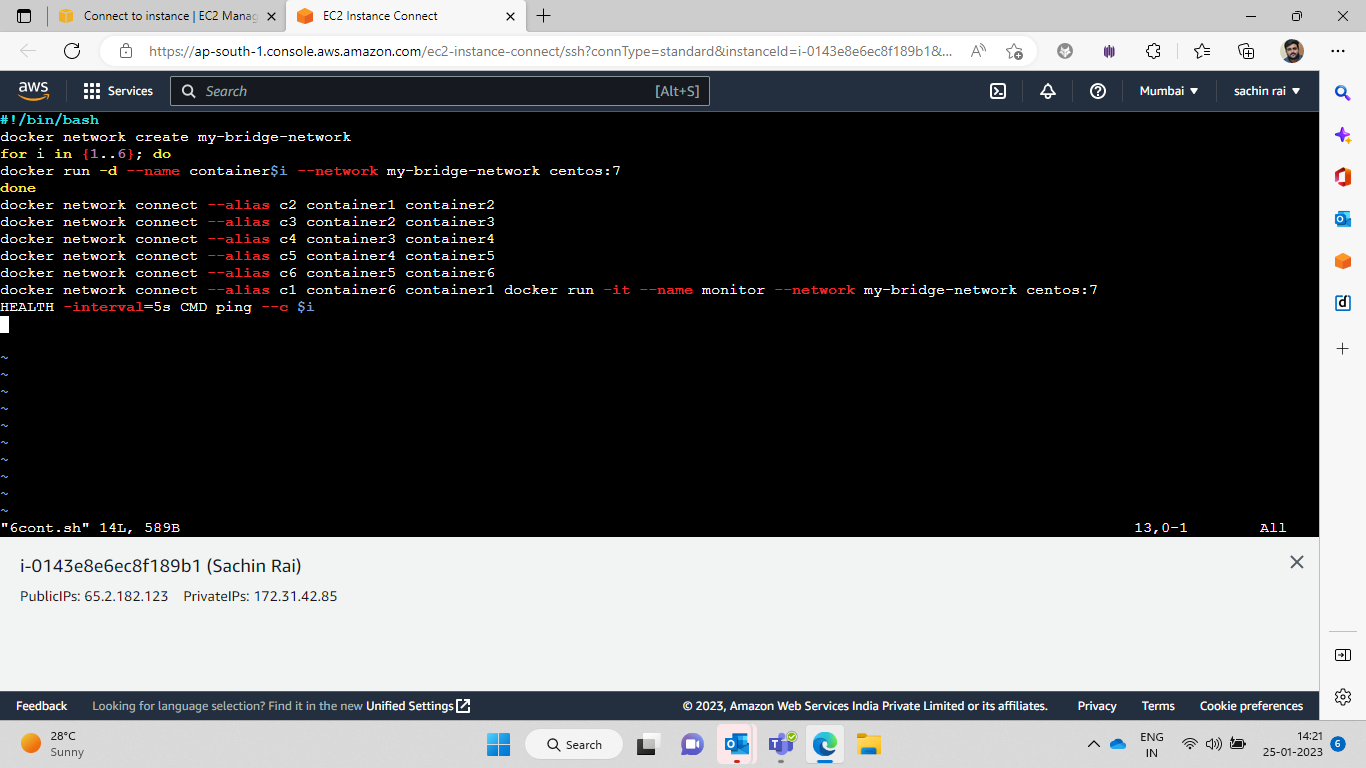 Connect to instance | EC2 Manag
EC2 Instance Connect
https://ap-south-1.console.aws.amazon.com/ec2-instance-connect/ssh?connType=standard&instanceId=i-0143e8e6ec8f189b1&...
aws
Services
Search
[Alt+S]
Mumbai
sachin rai
#!/bin/bash
docker network create my-bridge-network
for i in {1..6}; do
docker run -d --name container$i --network my-bridge-network centos:7
done
docker network connect --alias c2 container1 container2
docker network connect --alias c3 container2 container3
docker network connect --alias c4 container3 container4
docker network connect --alias c5 container4 container5
docker network connect --alias c6 container5 container6
docker network connect --alias c1 container6 container1 docker run -it --name monitor --network my-bridge-network centos:7
HEALTH -interval=5s CMD ping --c $i
~
~
~
~
~
~
~
~
~
~
"6cont.sh" 14L, 589B 13,0-1 All
i-0143e8e6ec8f189b1 (Sachin Rai)
PublicIPs: 65.2.182.123 PrivateIPs: 172.31.42.85
Feedback
Looking for language selection? Find it in the new Unified Settings
© 2023, Amazon Web Services India Private Limited or its affiliates.
Privacy
Terms
Cookie preferences
28°C
Sunny
Search
ENG
IN
14:21
25-01-2023
6